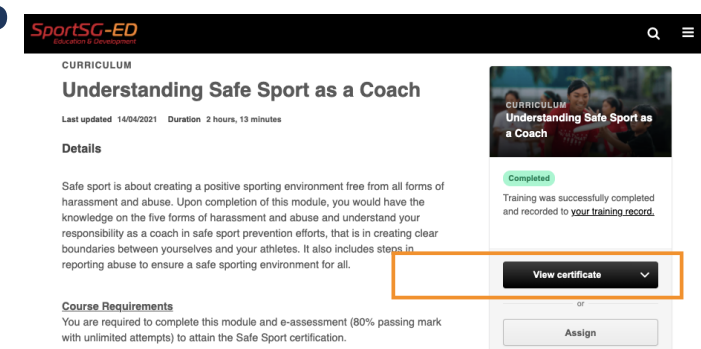 SportSG-ED
Education & Development
CURRICULUM
Understanding Safe Sport as a Coach
Last updated 14/04/2021 Duration 2 hours, 13 minutes
Details
Safe sport is about creating a positive sporting environment free from all forms of
harassment and abuse. Upon completion of this module, you would have the
knowledge on the five forms of harassment and abuse and understand your
responsibility as a coach in safe sport prevention efforts, that is in creating clear
boundaries between yourselves and your athletes. It also includes steps in
reporting abuse to ensure a safe sporting environment for all.
Course Requirements
You are required to complete this module and e-assessment (80% passing mark
with unlimited attempts) to attain the Safe Sport certification.
CURRICULUM
Understanding Safe Sport as
a Coach
Completed
Training was successfully completed
and recorded to your training record.
View certificate
or
Assign